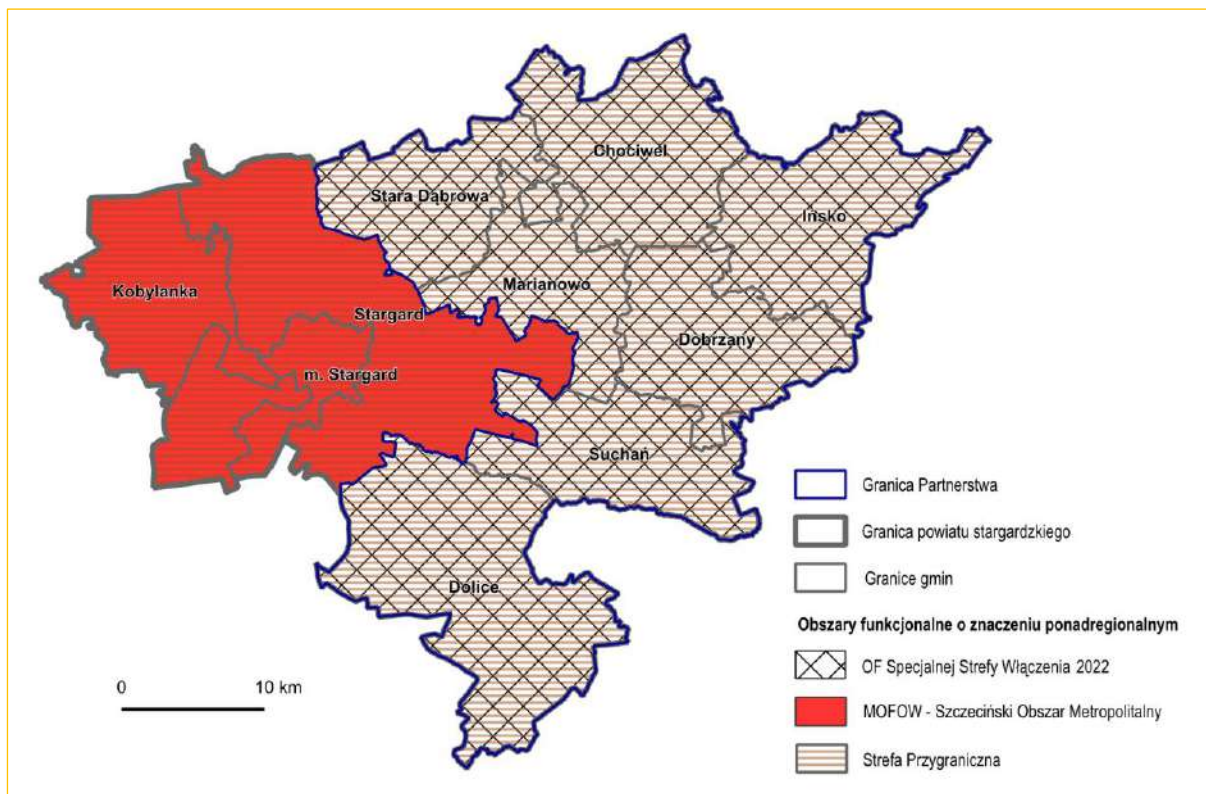 Chociwel
Stara Dąbrowa
Ińsko
Marianowo
Kobylanka
Stargard
Dobrzany
m. Stargard
Suchań
Dolice
0 10 km
Granica Partnerstwa
Granica powiatu stargardzkiego
Granice gmin
Obszary funkcjonalne o znaczeniu ponadregionalnym
OF Specjalnej Strefy Włączenia 2022
MOFOW - Szczeciński Obszar Metropolitalny
Strefa Przygraniczna